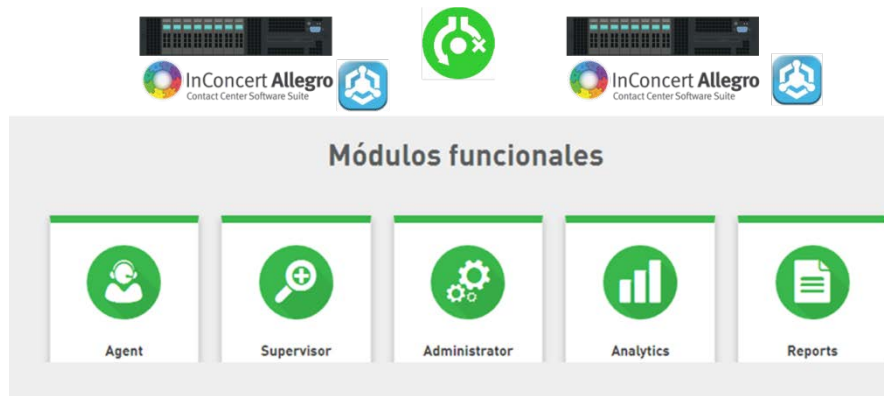 InConcert Allegro
Contact Center Software Suite
InConcert Allegro
Contact Center Software Suite
Módulos funcionales
Agent
Supervisor
Administrator
Analytics
Reports